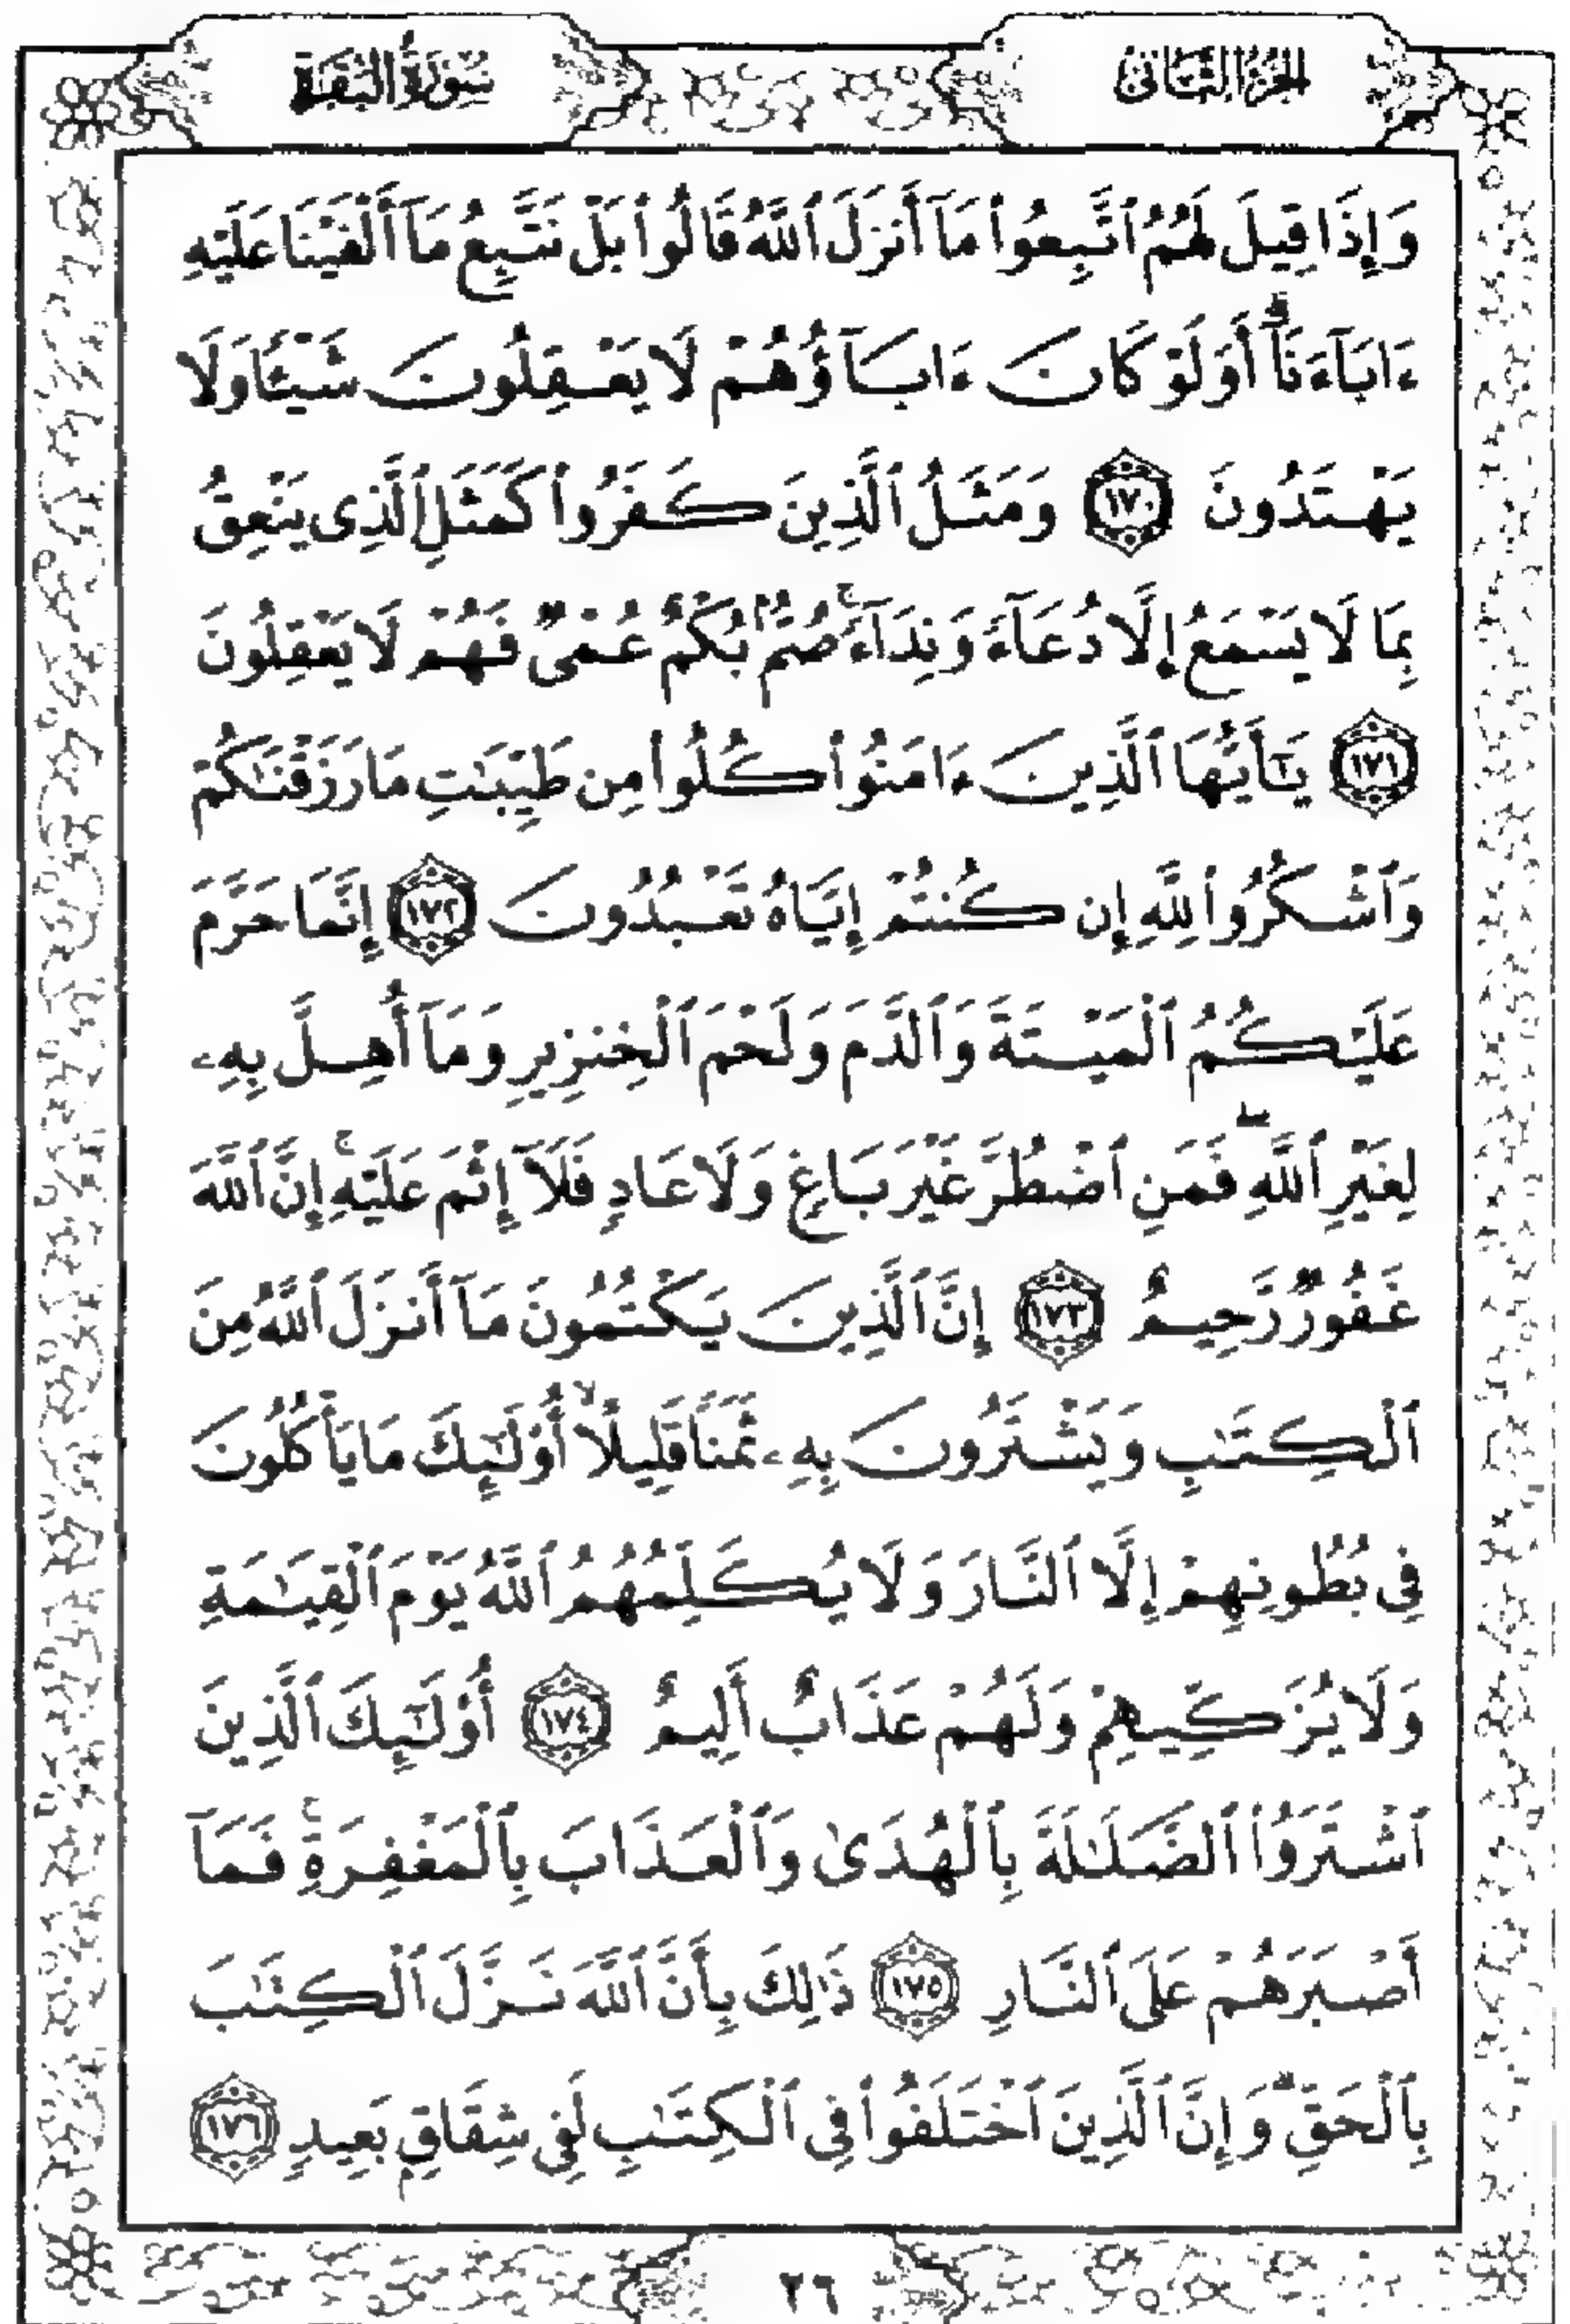 الجزء الثاني
سورة البقرة
وَإِذَا قِيلَ لَهُمُ ٱتَّبِعُوا۟ مَآ أَنزَلَ ٱللَّهُ قَالُوا۟ بَلْ نَتَّبِعُ مَآ أَلْفَيْنَا عَلَيْهِ
ءَابَآءَنَآ ۗ أَوَلَوْ كَانَ ءَابَآؤُهُمْ لَا يَعْقِلُونَ شَيْـًٔا وَلَا
يَهْتَدُونَ ١٧٠ وَمَثَلُ ٱلَّذِينَ كَفَرُوا۟ كَمَثَلِ ٱلَّذِى يَنْعِقُ
بِمَا لَا يَسْمَعُ إِلَّا دُعَآءً وَنِدَآءً ۚ صُمٌّۢ بُكْمٌ عُمْىٌ فَهُمْ لَا يَعْقِلُونَ
١٧١ يَـٰٓأَيُّهَا ٱلَّذِينَ ءَامَنُوا۟ كُلُوا۟ مِن طَيِّبَـٰتِ مَا رَزَقْنَـٰكُمْ
وَٱشْكُرُوا۟ لِلَّهِ إِن كُنتُمْ إِيَّاهُ تَعْبُدُونَ ١٧٢ إِنَّمَا حَرَّمَ
عَلَيْكُمُ ٱلْمَيْتَةَ وَٱلدَّمَ وَلَحْمَ ٱلْخِنزِيرِ وَمَآ أُهِلَّ بِهِۦ
لِغَيْرِ ٱللَّهِ ۖ فَمَنِ ٱضْطُرَّ غَيْرَ بَاغٍ وَلَا عَادٍ فَلَآ إِثْمَ عَلَيْهِ ۚ إِنَّ ٱللَّهَ
غَفُورٌ رَّحِيمٌ ١٧٣ إِنَّ ٱلَّذِينَ يَكْتُمُونَ مَآ أَنزَلَ ٱللَّهُ مِنَ
ٱلْكِتَـٰبِ وَيَشْتَرُونَ بِهِۦ ثَمَنًا قَلِيلًا ۙ أُو۟لَـٰٓئِكَ مَا يَأْكُلُونَ
فِى بُطُونِهِمْ إِلَّا ٱلنَّارَ وَلَا يُكَلِّمُهُمُ ٱللَّهُ يَوْمَ ٱلْقِيَـٰمَةِ
وَلَا يُزَكِّيهِمْ وَلَهُمْ عَذَابٌ أَلِيمٌ ١٧٤ أُو۟لَـٰٓئِكَ ٱلَّذِينَ
ٱشْتَرَوُا۟ ٱلضَّلَـٰلَةَ بِٱلْهُدَىٰ وَٱلْعَذَابَ بِٱلْمَغْفِرَةِ ۚ فَمَآ
أَصْبَرَهُمْ عَلَى ٱلنَّارِ ١٧٥ ذَٰلِكَ بِأَنَّ ٱللَّهَ نَزَّلَ ٱلْكِتَـٰبَ
بِٱلْحَقِّ ۗ وَإِنَّ ٱلَّذِينَ ٱخْتَلَفُوا۟ فِى ٱلْكِتَـٰبِ لَفِى شِقَاقٍۭ بَعِيدٍ ١٧٦
٢٦